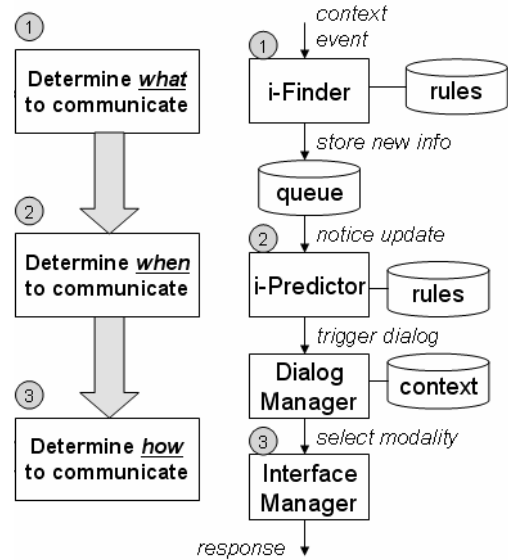 1
Determine what
to communicate
2
Determine when
to communicate
3
Determine how
to communicate
context
event
1
i-Finder
rules
store new info
queue
2
notice update
i-Predictor
rules
trigger dialog
Dialog
Manager
context
3
select modality
Interface
Manager
response